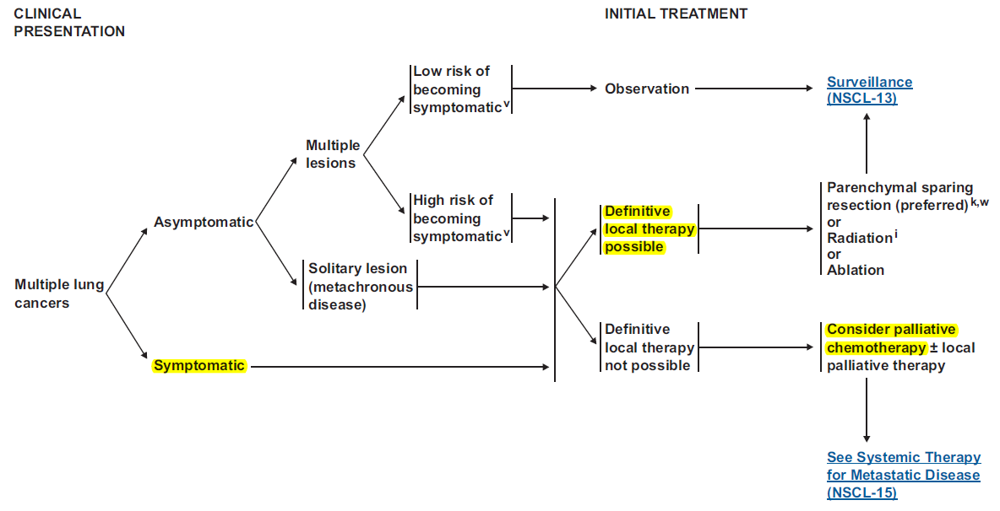 CLINICAL
PRESENTATION
INITIAL TREATMENT
Multiple lung
cancers
Asymptomatic
Symptomatic
Multiple
lesions
Solitary lesion
(metachronous
disease)
Low risk of
becoming
symptomaticᵛ
High risk of
becoming
symptomaticᵛ
Observation
Surveillance
(NSCL-13)
Definitive
local therapy
possible
Parenchymal sparing
resection (preferred)ᵏ,ʷ
or
Radiationⁱ
or
Ablation
Definitive
local therapy
not possible
Consider palliative
chemotherapy ± local
palliative therapy
See Systemic Therapy
for Metastatic Disease
(NSCL-15)